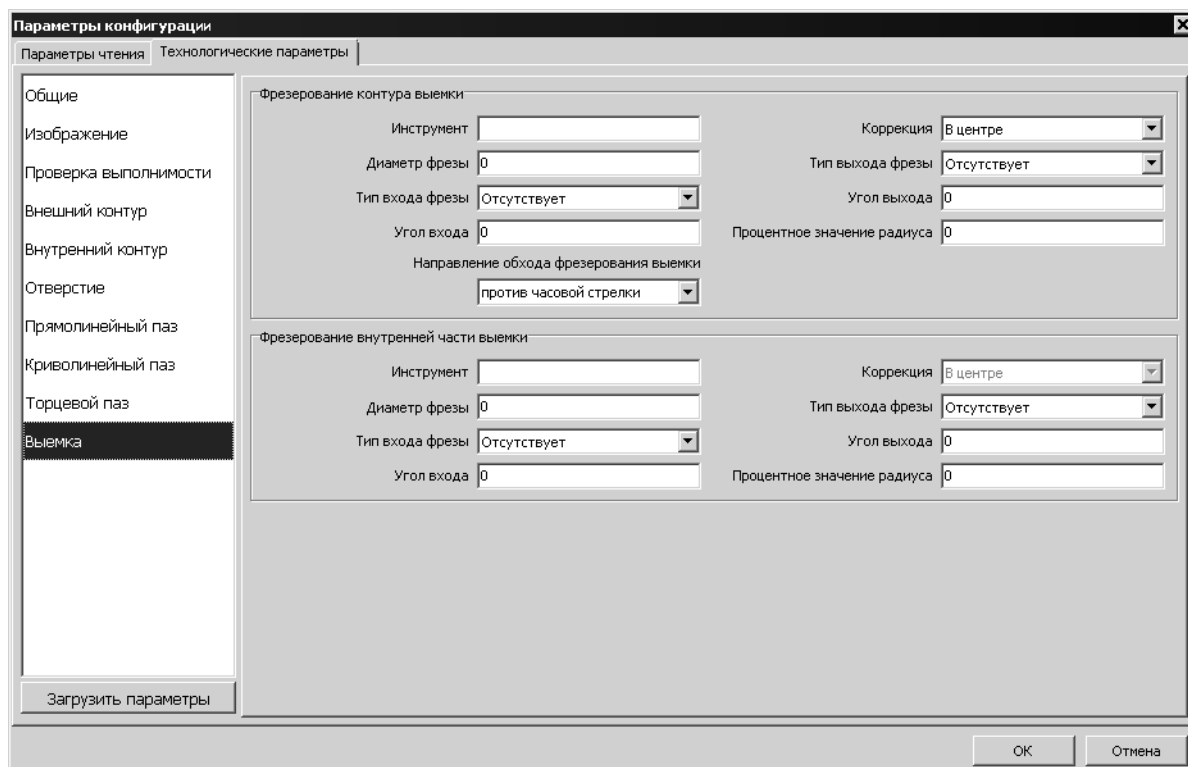 Параметры конфигурации
Параметры чтения Технологические параметры
Общие
Изображение
Проверка выполнимости
Внешний контур
Внутренний контур
Отверстие
Прямолинейный паз
Криволинейный паз
Торцевой паз
Выемка
Загрузить параметры
Фрезерование контура выемки
Инструмент Коррекция В центре
Диаметр фрезы 0 Тип выхода фрезы Отсутствует
Тип входа фрезы Отсутствует Угол выхода 0
Угол входа 0 Процентное значение радиуса 0
Направление обхода фрезерования выемки
против часовой стрелки
Фрезерование внутренней части выемки
Инструмент Коррекция В центре
Диаметр фрезы 0 Тип выхода фрезы Отсутствует
Тип входа фрезы Отсутствует Угол выхода 0
Угол входа 0 Процентное значение радиуса 0
ОК Отмена